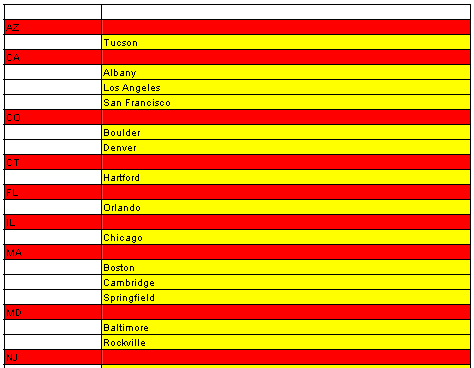 AZ
Tucson
CA
Albany
Los Angeles
San Francisco
CO
Boulder
Denver
CT
Hartford
FL
Orlando
IL
Chicago
MA
Boston
Cambridge
Springfield
MD
Baltimore
Rockville
NJ